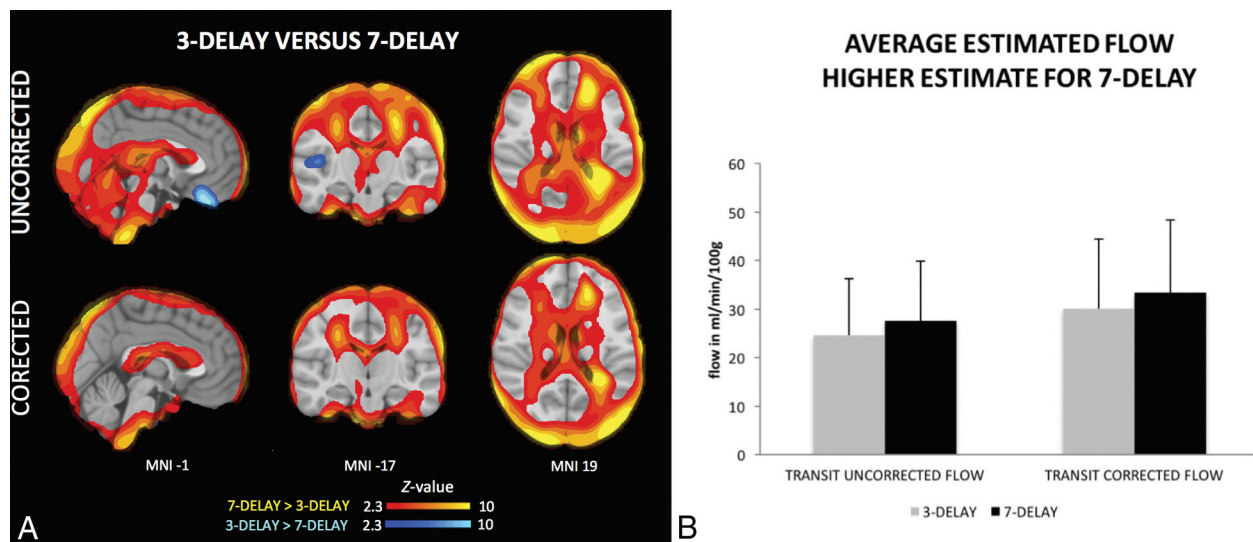 3-DELAY VERSUS 7-DELAY
UNCORRECTED
CORECTED
MNI -1
MNI -17
MNI 19
Z-value
7-DELAY > 3-DELAY 2.3 10
3-DELAY > 7-DELAY 2.3 10
A
B
AVERAGE ESTIMATED FLOW
HIGHER ESTIMATE FOR 7-DELAY
flow in ml/min/100g
60
50
40
30
20
10
0
TRANSIT UNCORRECTED FLOW
TRANSIT CORRECTED FLOW
3-DELAY
7-DELAY